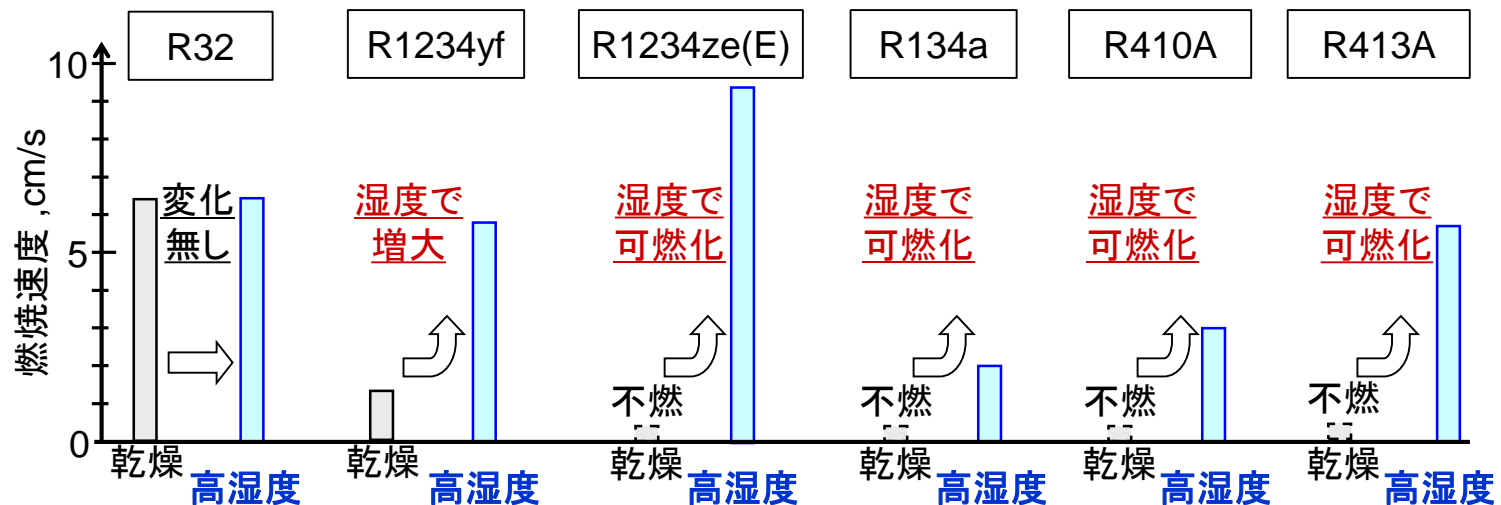 R32
R1234yf
R1234ze(E)
R134a
R410A
R413A
燃焼速度 ,cm/s
10
5
0
変化
無し
湿度で
増大
湿度で
可燃化
湿度で
可燃化
湿度で
可燃化
湿度で
可燃化
不燃
不燃
不燃
不燃
乾燥
高湿度
乾燥
高湿度
乾燥
高湿度
乾燥
高湿度
乾燥
高湿度
乾燥
高湿度